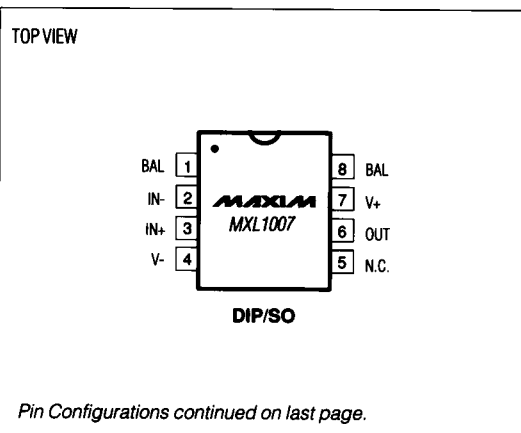 TOP VIEW
BAL 1 8 BAL
IN- 2 MAXIM 7 V+
IN+ 3 MXL1007 6 OUT
V- 4 5 N.C.
DIP/SO
Pin Configurations continued on last page.